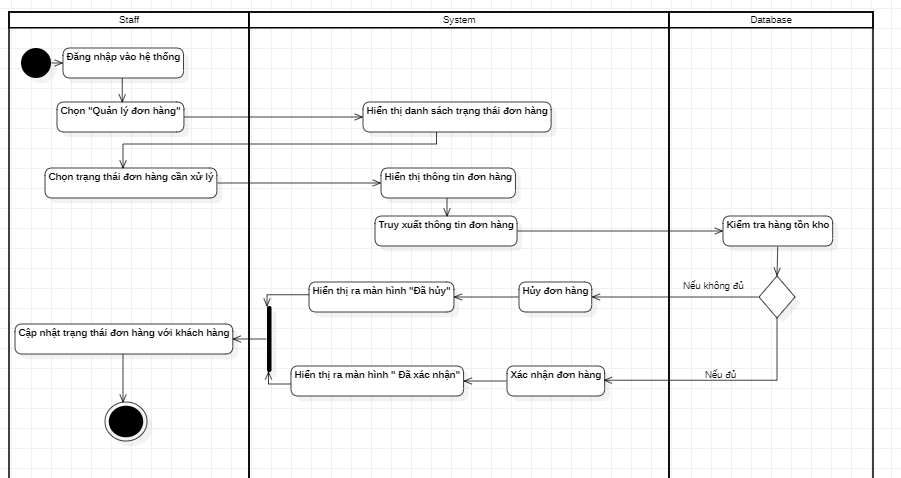 Staff
System
Database
Đăng nhập vào hệ thống
Chọn "Quản lý đơn hàng"
Hiển thị danh sách trạng thái đơn hàng
Chọn trạng thái đơn hàng cần xử lý
Hiển thị thông tin đơn hàng
Truy xuất thông tin đơn hàng
Kiểm tra hàng tồn kho
Nếu không đủ
Hủy đơn hàng
Hiển thị ra màn hình "Đã hủy"
Cập nhật trạng thái đơn hàng với khách hàng
Nếu đủ
Xác nhận đơn hàng
Hiển thị ra màn hình " Đã xác nhận"